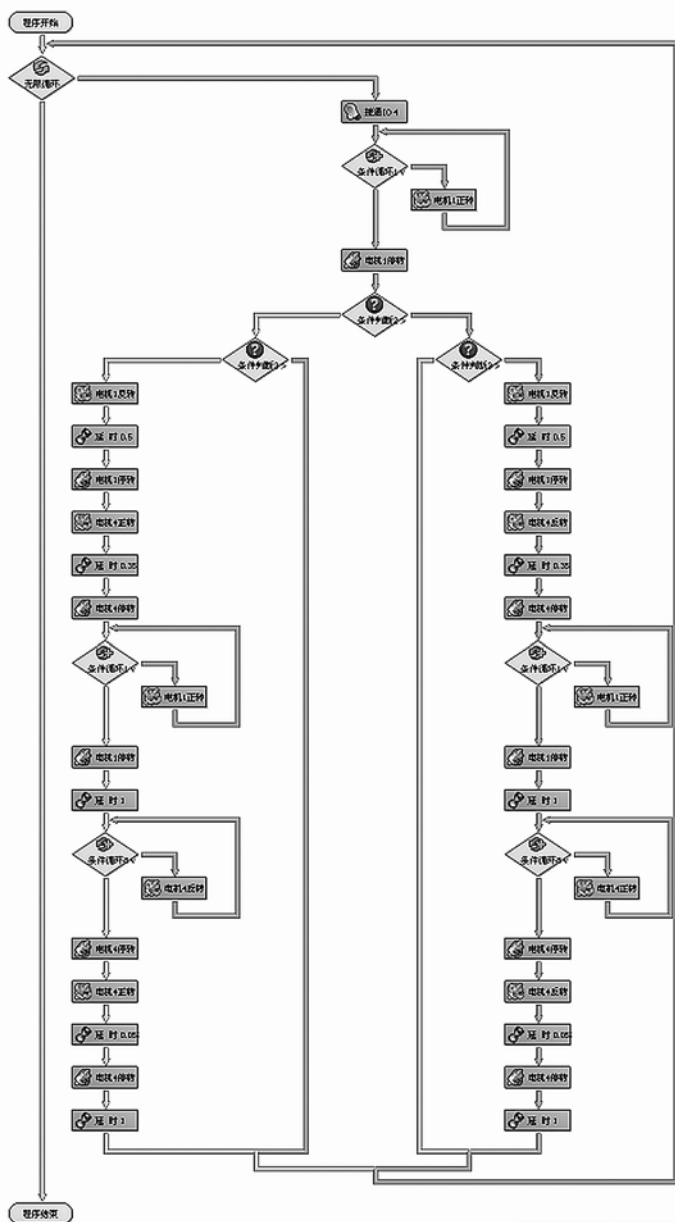 程序开始
无限循环
接通IO-4
条件循环1 √
电机1正转
电机1停转
条件判断2>
条件判断3>
条件判断3>
电机1反转
电机1反转
延 时 0.5
延 时 0.5
电机1停转
电机1停转
电机4正转
电机4反转
延 时 0.35
延 时 0.35
电机4停转
电机4停转
条件循环1 √
条件循环1 √
电机1正转
电机1正转
电机1停转
电机1停转
延 时 1
延 时 1
条件循环
条件循环
电机4反转
电机4正转
电机4停转
电机4停转
电机4正转
电机4反转
延 时 0.05
延 时 0.05
电机4停转
电机4停转
延 时 1
延 时 1
程序结束